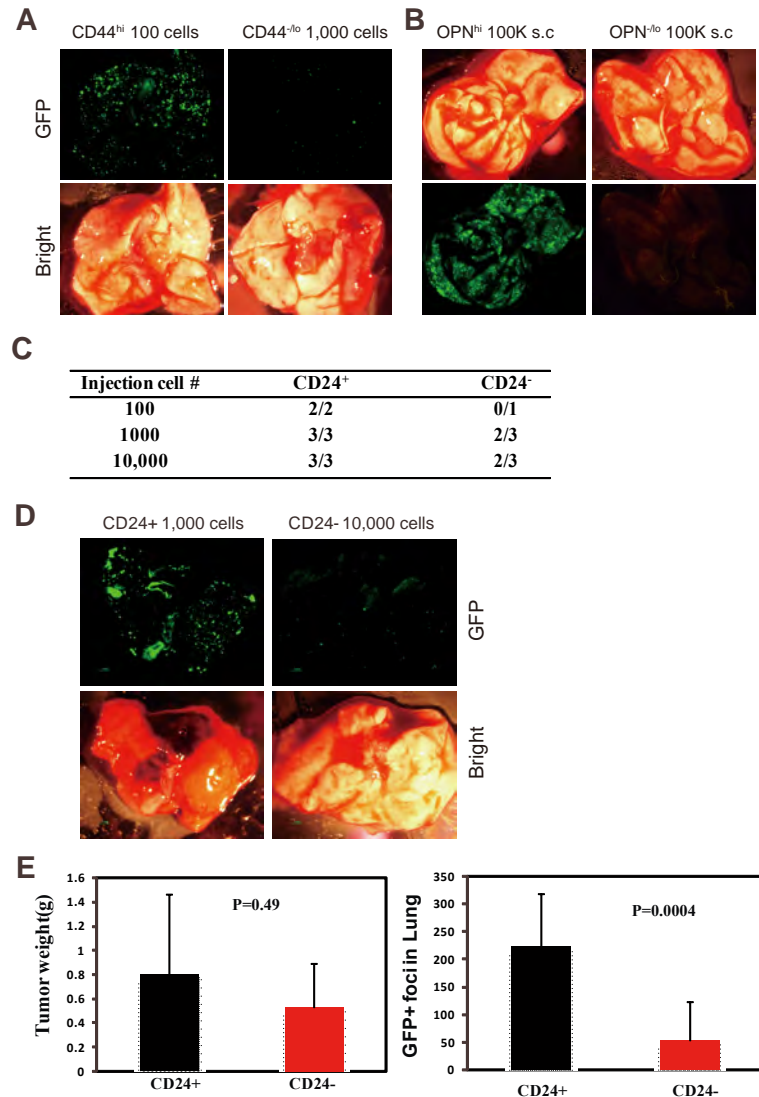 A
CD44hi 100 cells CD44-/lo 1,000 cells
GFP
Bright
B
OPNhi 100K s.c OPN-/lo 100K s.c
C
Injection cell # CD24+ CD24-
100 2/2 0/1
1000 3/3 2/3
10,000 3/3 2/3
D
CD24+ 1,000 cells CD24- 10,000 cells
GFP
Bright
E
Tumor weight(g)
1.6
1.4
1.2
1
0.8
0.6
0.4
0.2
0
P=0.49
CD24+ CD24-
GFP+ foci in Lung
350
300
250
200
150
100
50
0
P=0.0004
CD24+ CD24-